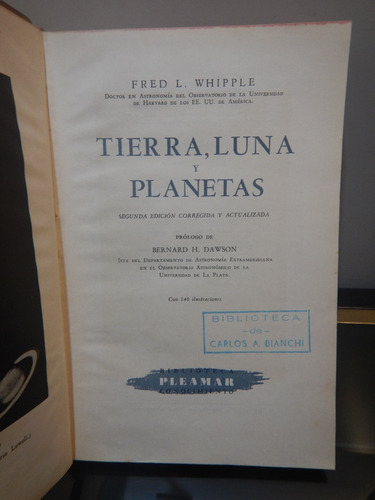 FRED L. WHIPPLE
DOCTOR EN ASTRONOMÍA DEL OBSERVATORIO DE LA UNIVERSIDAD
DE HARVARD DE LOS EE. UU. DE AMÉRICA.
TIERRA, LUNA
Y
PLANETAS
SEGUNDA EDICIÓN CORREGIDA Y ACTUALIZADA
PRÓLOGO DE
BERNARD H. DAWSON
JEFE DEL DEPARTAMENTO DE ASTRONOMÍA EXTRAMERIDIANA
EN EL OBSERVATORIO ASTRONÓMICO DE LA
UNIVERSIDAD DE LA PLATA.
Con 140 ilustraciones
BIBLIOTECA
- de -
CARLOS A BIANCHI
BIBLIOTECA
PLEAMAR
CONOCIMIENTO
Lowell.)